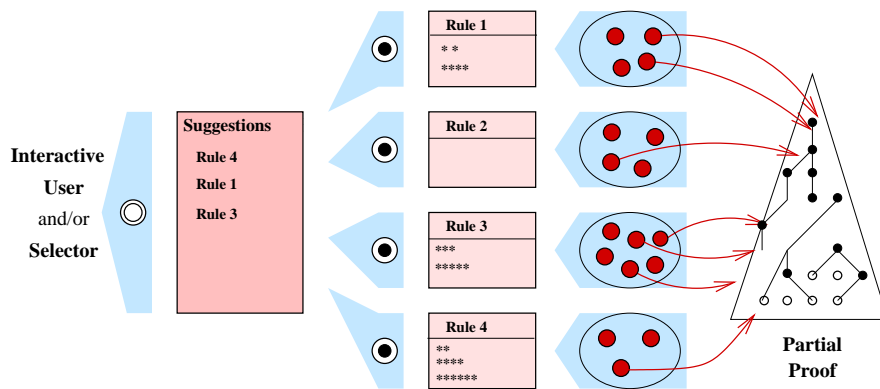 Interactive
User
and/or
Selector
Suggestions
Rule 4
Rule 1
Rule 3
Rule 1
* *
****
Rule 2
Rule 3
***
*****
Rule 4
**
****
******
Partial
Proof